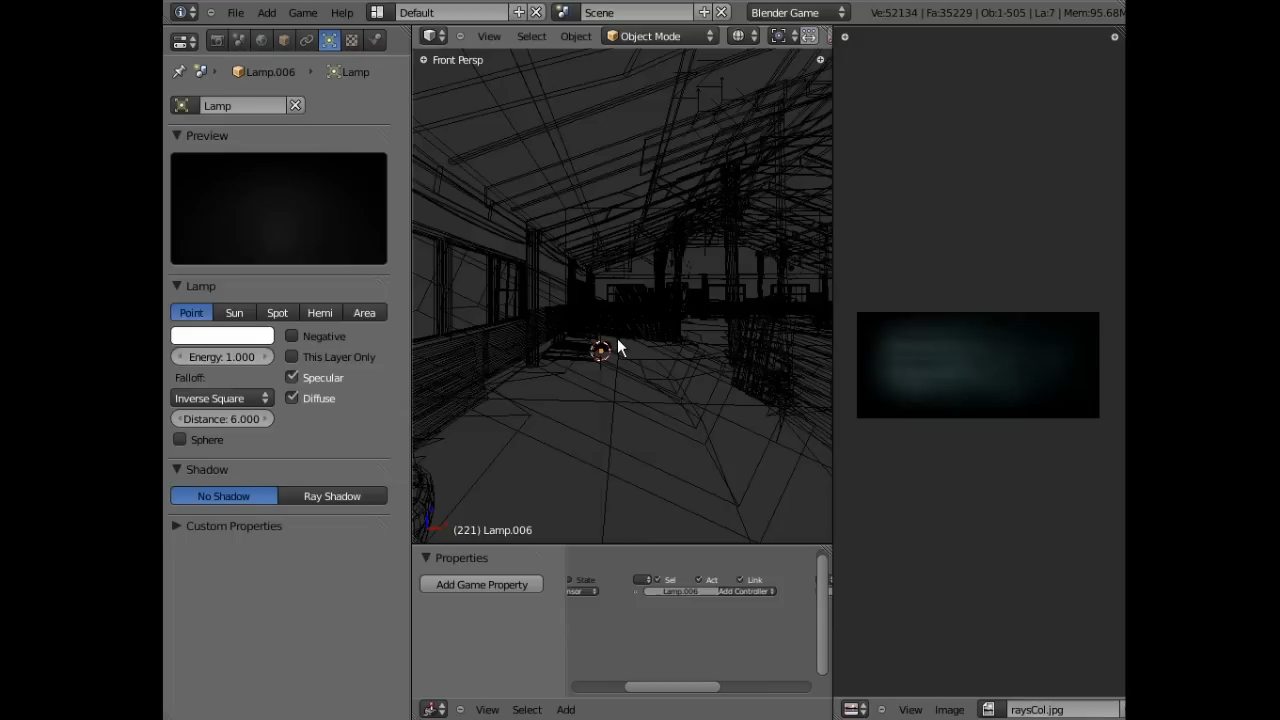 File Add Game Help Default Scene Blender Game Ve:52134 | Fa:35229 | Ob:1-505 | La:7 | Mem:95.68M
View Select Object Object Mode
Front Persp
Lamp.006 Lamp
Lamp
Preview
Lamp
Point Sun Spot Hemi Area
Negative
Energy: 1.000 This Layer Only
Falloff: Specular
Inverse Square Diffuse
Distance: 6.000
Sphere
Shadow
No Shadow Ray Shadow
Custom Properties
(221) Lamp.006
Properties
Add Game Property
State Sel Act Link
nsor Lamp.006 Add Controller
View Select Add
View Image raysCol.jpg